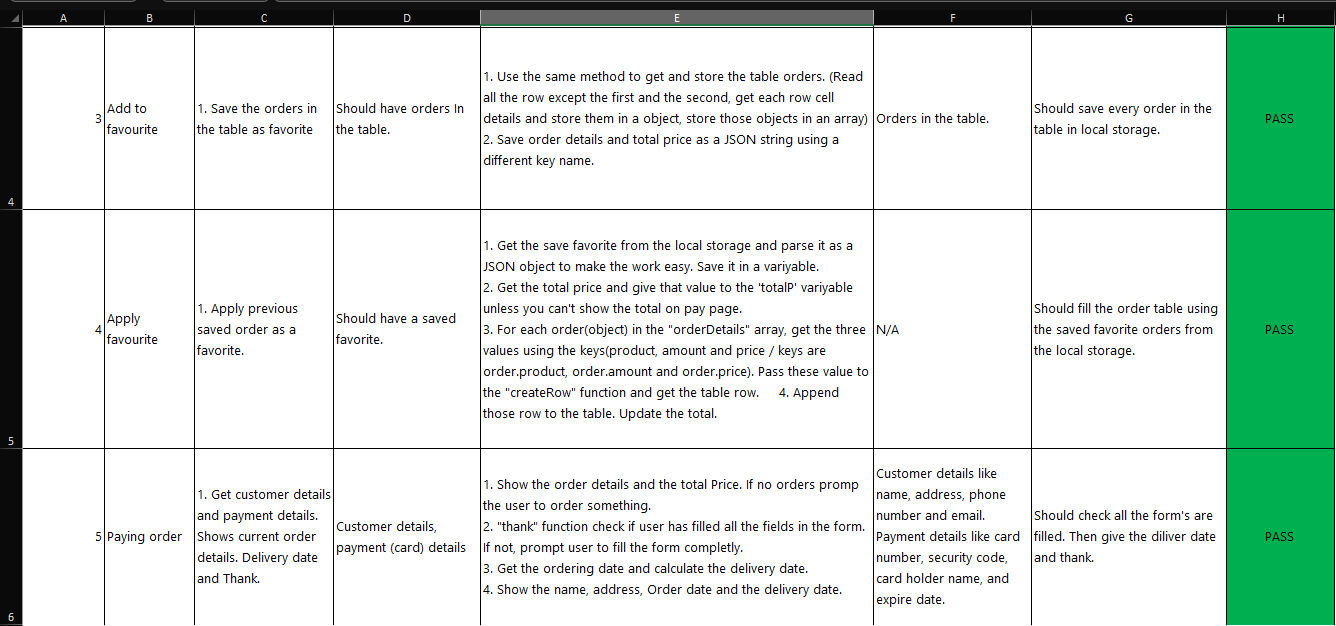 A B C D E F G H
4
3
Add to
favourite
1. Save the orders in
the table as favorite
Should have orders In
the table.
1. Use the same method to get and store the table orders. (Read
all the row except the first and the second, get each row cell
details and store them in a object, store those objects in an array)
2. Save order details and total price as a JSON string using a
different key name.
Orders in the table.
Should save every order in the
table in local storage.
PASS
5
4
Apply
favourite
1. Apply previous
saved order as a
favorite.
Should have a saved
favorite.
1. Get the save favorite from the local storage and parse it as a
JSON object to make the work easy. Save it in a variyable.
2. Get the total price and give that value to the 'totalP' variyable
unless you can't show the total on pay page.
3. For each order(object) in the "orderDetails" array, get the three
values using the keys(product, amount and price / keys are
order.product, order.amount and order.price). Pass these value to
the "createRow" function and get the table row. 4. Append
those row to the table. Update the total.
N/A
Should fill the order table using
the saved favorite orders from
the local storage.
PASS
6
5
Paying order
1. Get customer details
and payment details.
Shows current order
details. Delivery date
and Thank.
Customer details,
payment (card) details
1. Show the order details and the total Price. If no orders promp
the user to order something.
2. "thank" function check if user has filled all the fields in the form.
If not, prompt user to fill the form completly.
3. Get the ordering date and calculate the delivery date.
4. Show the name, address, Order date and the delivery date.
Customer details like
name, address, phone
number and email.
Payment details like card
number, security code,
card holder name, and
expire date.
Should check all the form's are
filled. Then give the diliver date
and thank.
PASS